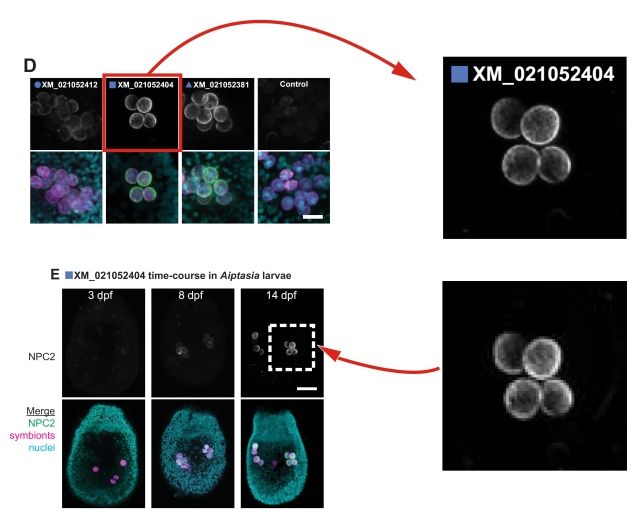 D
XM_021052412
XM_021052404
XM_021052381
Control
XM_021052404
E XM_021052404 time-course in Aiptasia larvae
3 dpf
8 dpf
14 dpf
NPC2
Merge
NPC2
symbionts
nuclei